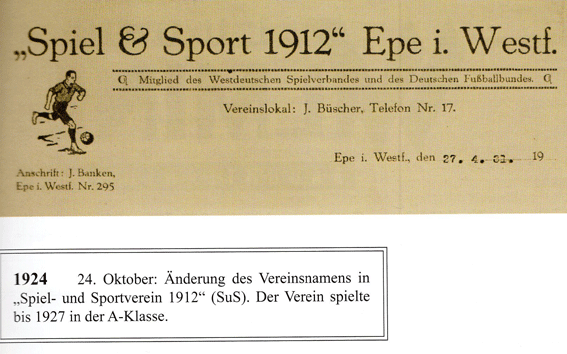 „Spiel & Sport 1912“ Epe i. Westf.
Mitglied des Westdeutschen Spielverbandes und des Deutschen Fußballbundes.
Vereinslokal: J. Büscher, Telefon Nr. 17.
Epe i. Westf., den 27. 4. 32. 19
Anschrift: J. Banken,
Epe i. Westf. Nr. 295
1924 24. Oktober: Änderung des Vereinsnamens in
„Spiel- und Sportverein 1912“ (SuS). Der Verein spielte
bis 1927 in der A-Klasse.